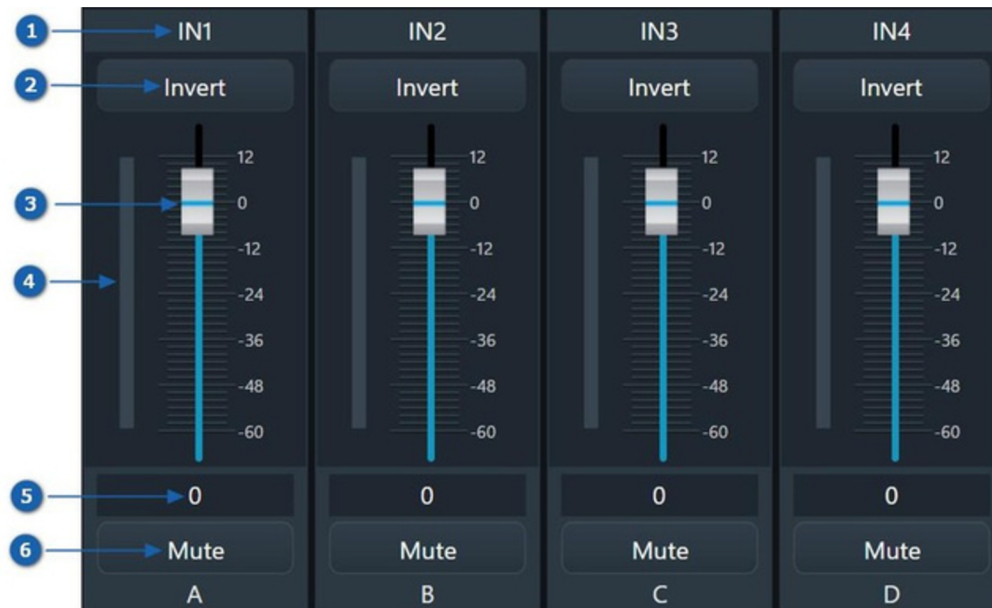 1 IN1 IN2 IN3 IN4
2 Invert Invert Invert Invert
12 12 12 12
3 0 0 0 0
-12 -12 -12 -12
4
-24 -24 -24 -24
-36 -36 -36 -36
-48 -48 -48 -48
-60 -60 -60 -60
5 0 0 0 0
6 Mute Mute Mute Mute
A B C D